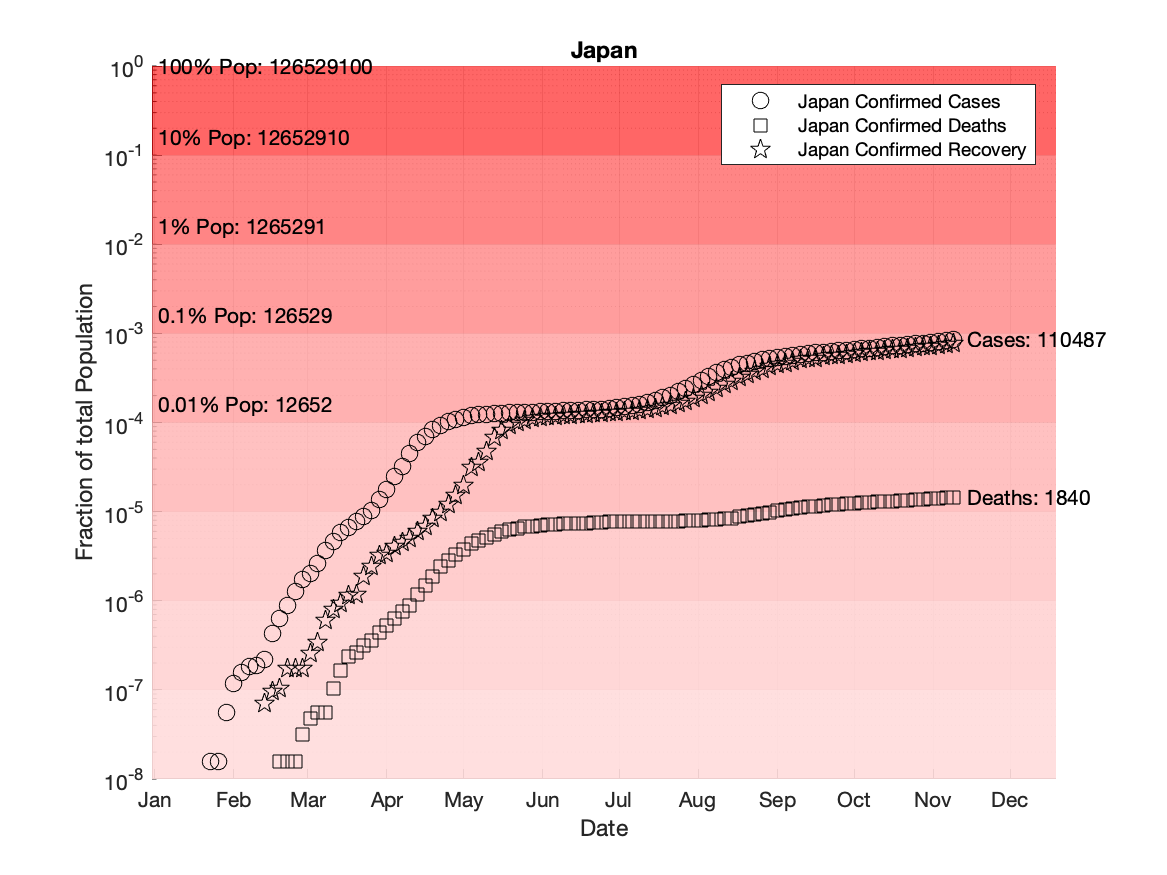 Japan
10^0
100% Pop: 126529100
Japan Confirmed Cases
Japan Confirmed Deaths
Japan Confirmed Recovery
10% Pop: 12652910
10^-1
1% Pop: 1265291
10^-2
0.1% Pop: 126529
10^-3
Cases: 110487
0.01% Pop: 12652
10^-4
Deaths: 1840
10^-5
10^-6
10^-7
10^-8
Fraction of total Population
Jan Feb Mar Apr May Jun Jul Aug Sep Oct Nov Dec
Date